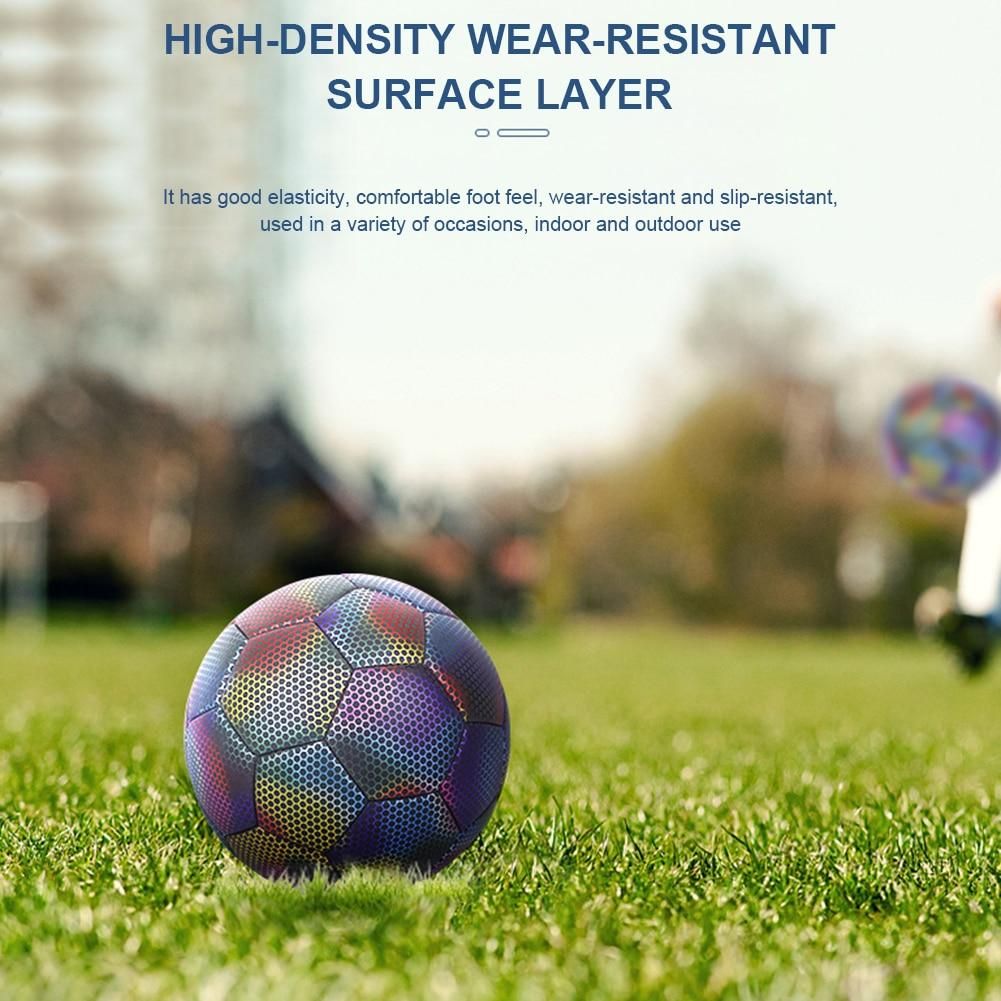 HIGH-DENSITY WEAR-RESISTANT
SURFACE LAYER
It has good elasticity, comfortable foot feel, wear-resistant and slip-resistant,
used in a variety of occasions, indoor and outdoor use